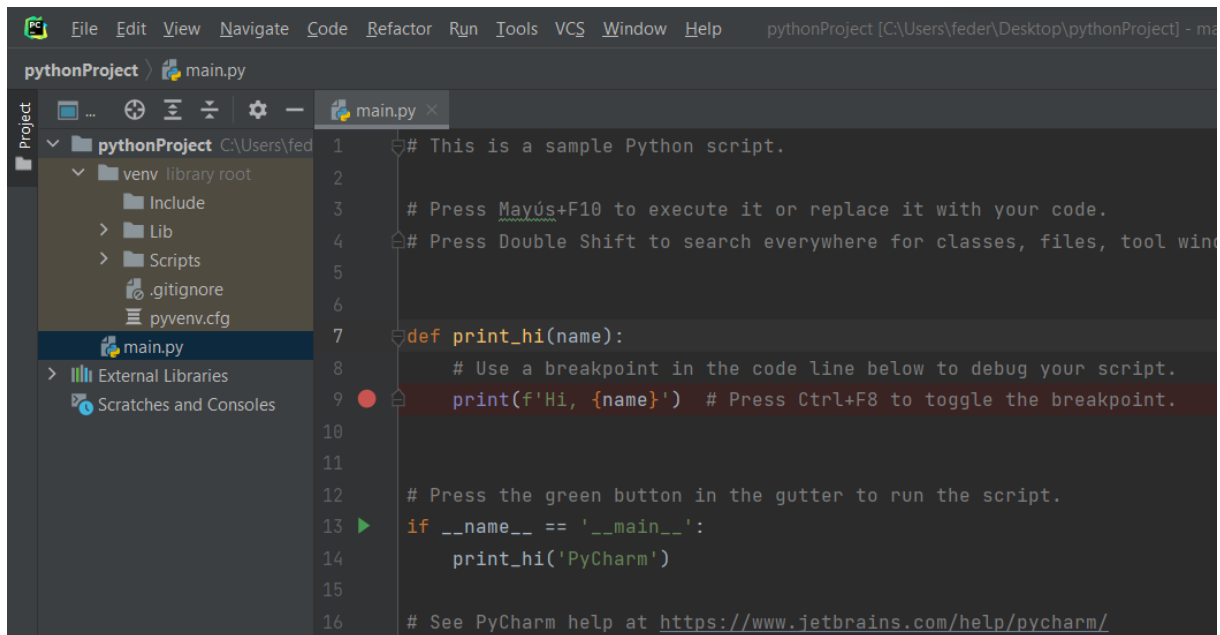 PC File Edit View Navigate Code Refactor Run Tools VCS Window Help pythonProject [C:\Users\feder\Desktop\pythonProject] - ma
pythonProject main.py
Project
... main.py
pythonProject C:\Users\fed
venv library root
Include
Lib
Scripts
.gitignore
pyvenv.cfg
main.py
External Libraries
Scratches and Consoles
1 # This is a sample Python script.
2
3 # Press Mayús+F10 to execute it or replace it with your code.
4 # Press Double Shift to search everywhere for classes, files, tool wind
5
6
7 def print_hi(name):
8 # Use a breakpoint in the code line below to debug your script.
9 print(f'Hi, {name}') # Press Ctrl+F8 to toggle the breakpoint.
10
11
12 # Press the green button in the gutter to run the script.
13 if __name__ == '__main__':
14 print_hi('PyCharm')
15
16 # See PyCharm help at https://www.jetbrains.com/help/pycharm/